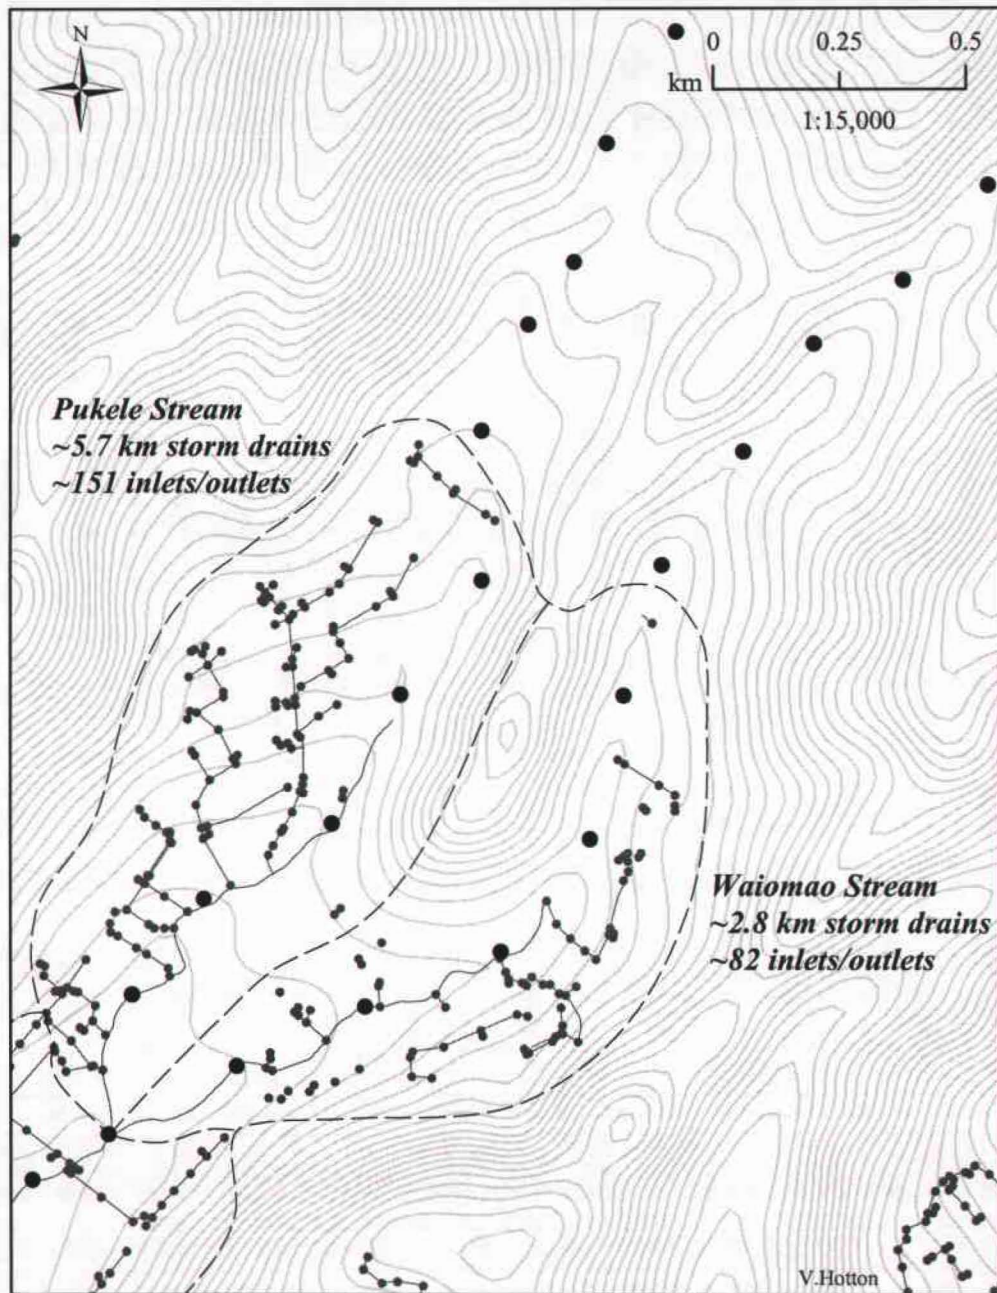 N
0 0.25 0.5
km
1:15,000
Pukele Stream
~5.7 km storm drains
~151 inlets/outlets
Waiomao Stream
~2.8 km storm drains
~82 inlets/outlets
V.Hotton